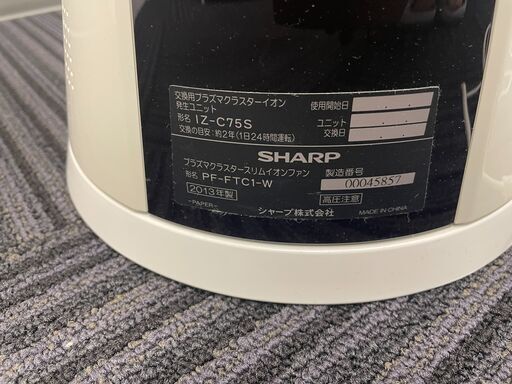 交換用プラズマクラスターイオン
発生ユニット
形名 IZ-C75S
交換の目安:約2年(1日24時間運転)
使用開始日 . .
ユニット交換日 . .
SHARP
プラズマクラスタースリムイオンファン
形名 PF-FTC1-W
製造番号
00045857
2013年製
高圧注意
-PAPER-
シャープ株式会社
MADE IN CHINA